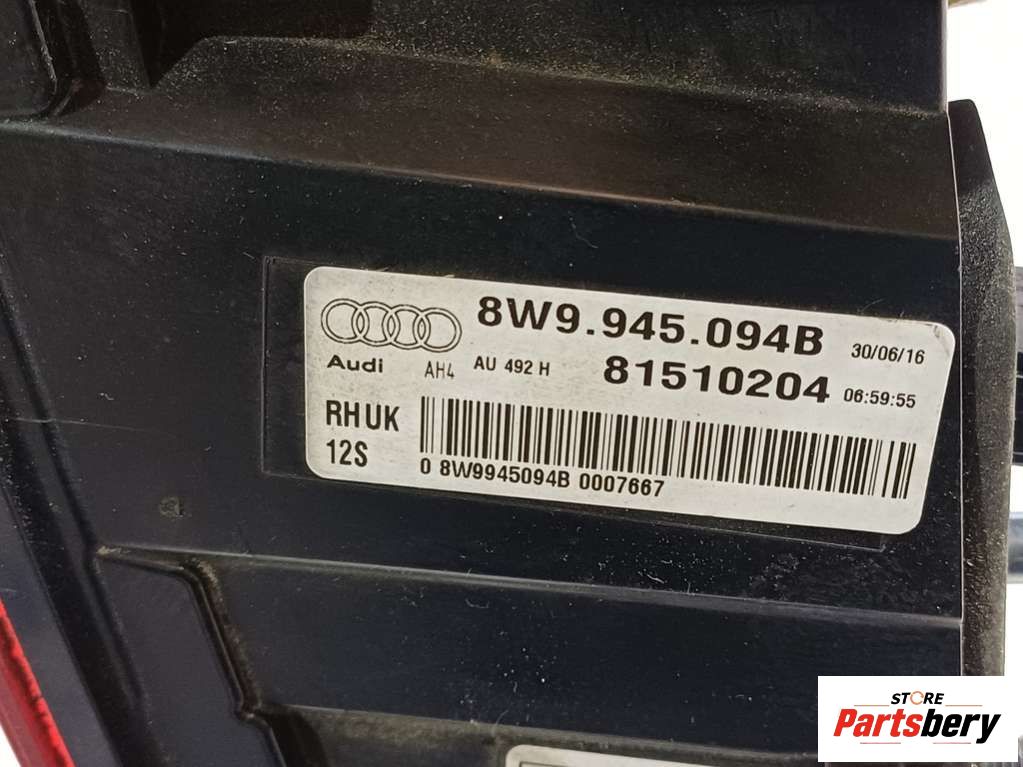 8W9.945.094B 30/06/16
Audi AH4 AU 492 H 81510204 06:59:55
RH UK
12S
0 8W9945094B 0007667
STORE
Partsbery